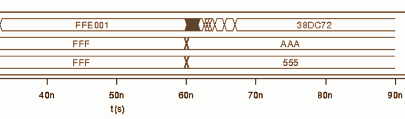 FFE001 38DC72
FFF AAA
FFF 555
40n 50n 60n 70n 80n 90n
t(s)